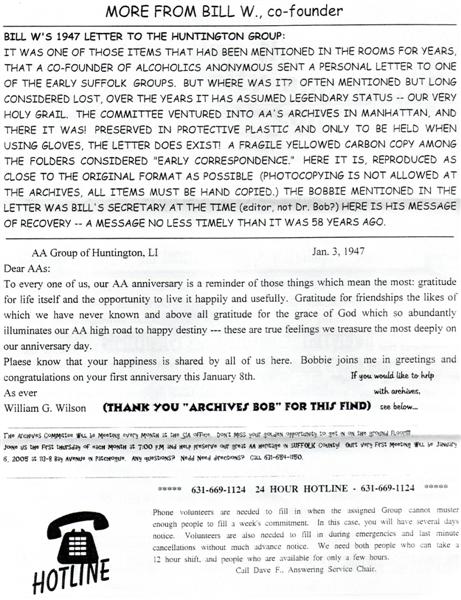 MORE FROM BILL W., co-founder
BILL W'S 1947 LETTER TO THE HUNTINGTON GROUP:
IT WAS ONE OF THOSE ITEMS THAT HAD BEEN MENTIONED IN THE ROOMS FOR YEARS,
THAT A CO-FOUNDER OF ALCOHOLICS ANONYMOUS SENT A PERSONAL LETTER TO ONE
OF THE EARLY SUFFOLK GROUPS. BUT WHERE WAS IT? OFTEN MENTIONED BUT LONG
CONSIDERED LOST, OVER THE YEARS IT HAS ASSUMED LEGENDARY STATUS -- OUR VERY
HOLY GRAIL. THE COMMITTEE VENTURED INTO AA'S ARCHIVES IN MANHATTAN, AND
THERE IT WAS! PRESERVED IN PROTECTIVE PLASTIC AND ONLY TO BE HELD WHEN
USING GLOVES, THE LETTER DOES EXIST! A FRAGILE YELLOWED CARBON COPY AMONG
THE FOLDERS CONSIDERED "EARLY CORRESPONDENCE." HERE IT IS, REPRODUCED AS
CLOSE TO THE ORIGINAL FORMAT AS POSSIBLE (PHOTOCOPYING IS NOT ALLOWED AT
THE ARCHIVES, ALL ITEMS MUST BE HAND COPIED.) THE BOBBIE MENTIONED IN THE
LETTER WAS BILL'S SECRETARY AT THE TIME (editor, not Dr. Bob?) HERE IS HIS MESSAGE
OF RECOVERY -- A MESSAGE NO LESS TIMELY THAN IT WAS 58 YEARS AGO.
AA Group of Huntington, LI Jan. 3, 1947
Dear AAs:
To every one of us, our AA anniversary is a reminder of those things which mean the most: gratitude
for life itself and the opportunity to live it happily and usefully. Gratitude for friendships the likes of
which we have never known and above all gratitude for the grace of God which so abundantly
illuminates our AA high road to happy destiny --- these are true feelings we treasure the most deeply on
our anniversary day.
Plaese know that your happiness is shared by all of us here. Bobbie joins me in greetings and
congratulations on your first anniversary this January 8th.
If you would like to help
As ever
with archives,
William G. Wilson (THANK YOU "ARCHIVES BOB" FOR THIS FIND) see below...
The Archives Committee will be meeting every month at the SIA office. Don't miss your golden opportunity to get in on the ground floor!!!
Joine us the first thursday of each month at 7:00 pm and help preserve our great AA heritage in SUFFOLK County! Ourt very first meeting will be January
6, 2005 at 113-8 Bay Avenue in Patchogue. Any questions? Nedd Need directions? Call 631-654-1150.
***** 631-669-1124 24 HOUR HOTLINE - 631-669-1124 *****
Phone volunteers are needed to fill in when the assigned Group cannot muster
enough people to fill a week's commitment. In this case, you will have several days
notice. Volunteers are also needed to fill in during emergencies and last minute
cancellations without much advance notice. We need both people who can take a
12 hour shift, and people who are available for only a few hours.
Call Dave F., Answering Service Chair.
HOTLINE